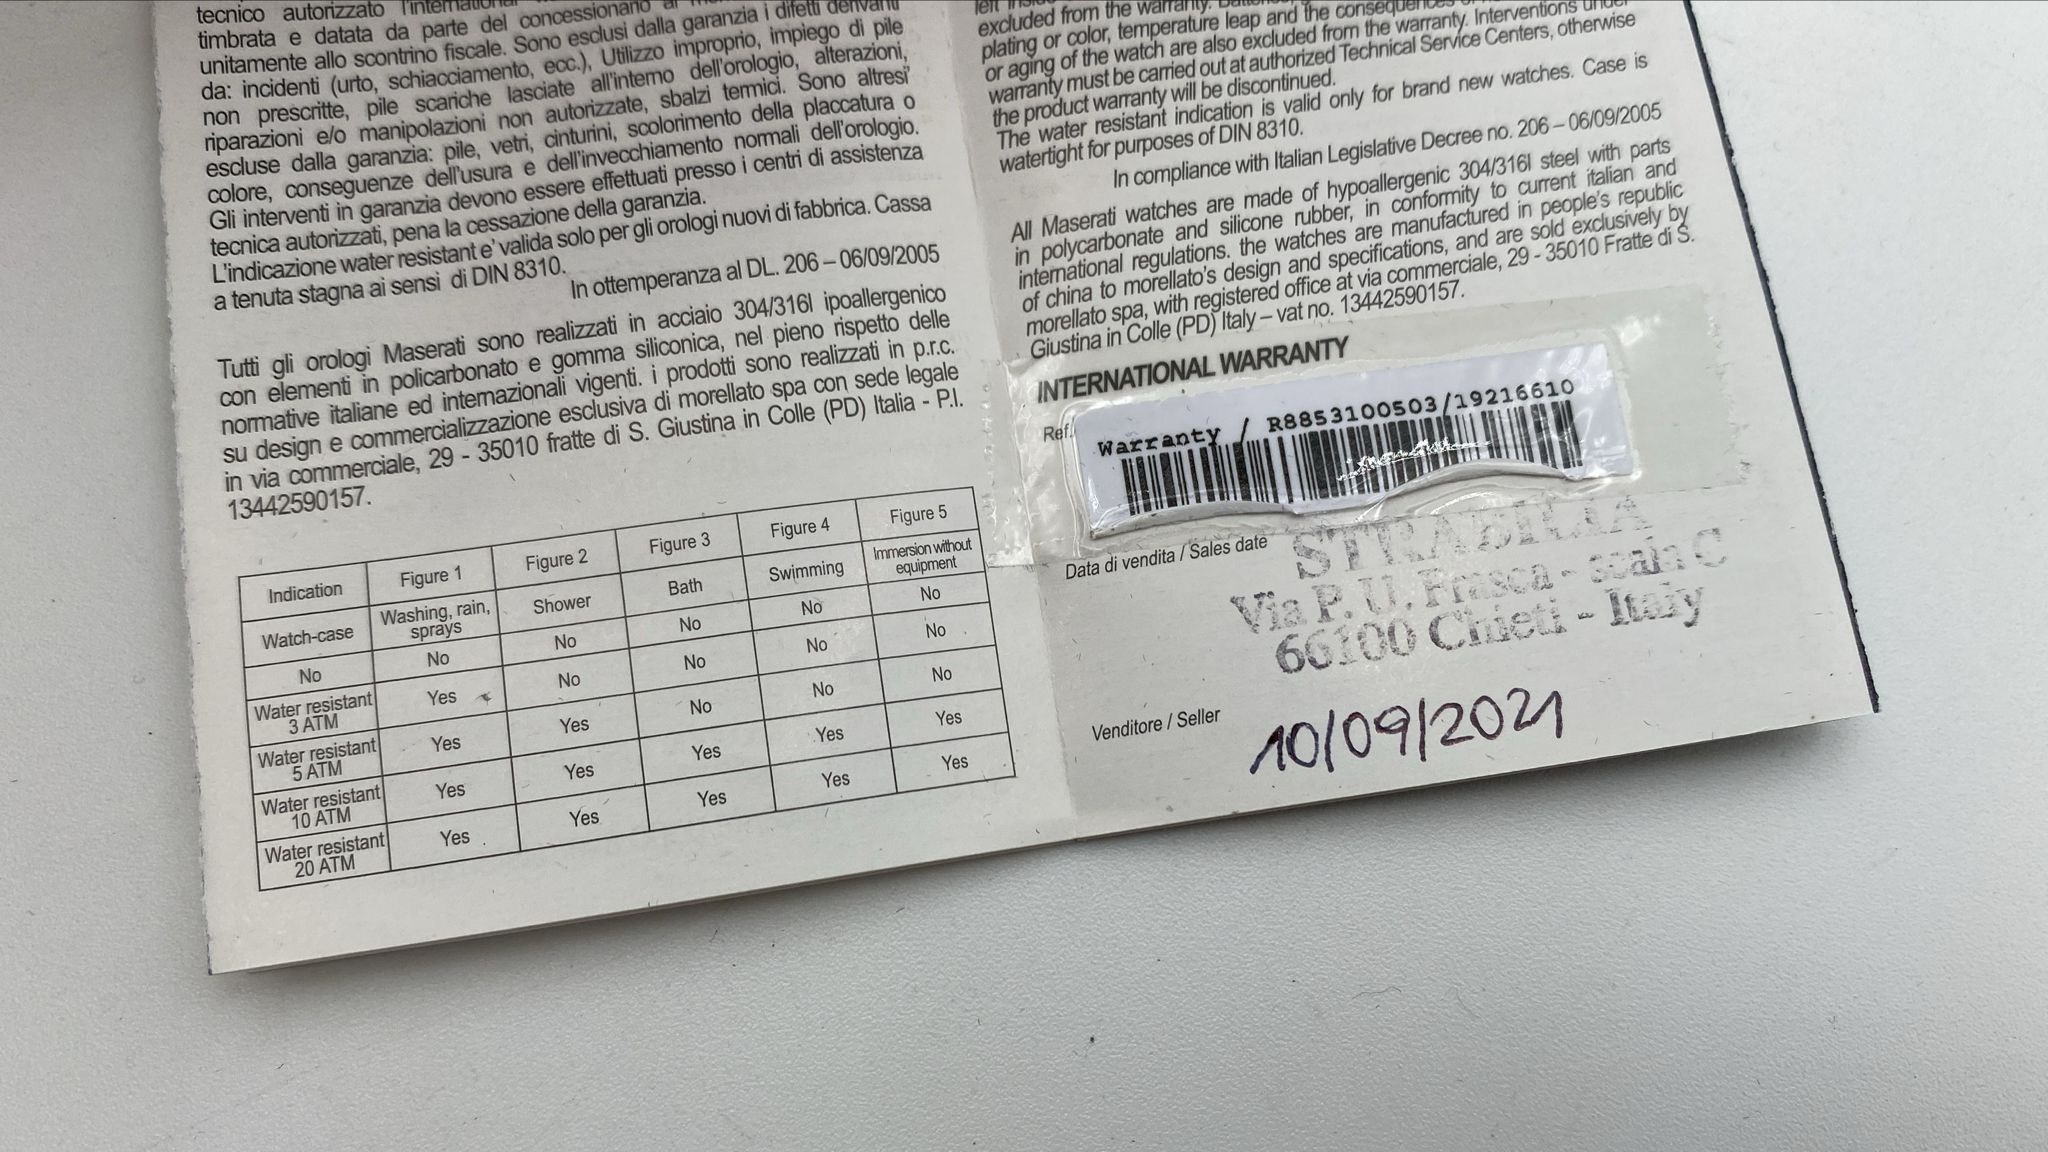 tecnico autorizzato l'international
timbrata e datata da parte del concessionario al
unitamente allo scontrino fiscale. Sono esclusi dalla garanzia i difetti derivanti
da: incidenti (urto, schiacciamento, ecc.), Utilizzo improprio, impiego di pile
non prescritte, pile scariche lasciate all'interno dell'orologio, alterazioni,
riparazioni e/o manipolazioni non autorizzate, sbalzi termici. Sono altresi'
escluse dalla garanzia: pile, vetri, cinturini, scolorimento della placcatura o
colore, conseguenze dell'usura e dell'invecchiamento normali dell'orologio.
Gli interventi in garanzia devono essere effettuati presso i centri di assistenza
tecnica autorizzati, pena la cessazione della garanzia.
L'indicazione water resistant e' valida solo per gli orologi nuovi di fabbrica. Cassa
a tenuta stagna ai sensi di DIN 8310.
In ottemperanza al DL. 206 – 06/09/2005
Tutti gli orologi Maserati sono realizzati in acciaio 304/316l ipoallergenico
con elementi in policarbonato e gomma siliconica, nel pieno rispetto delle
normative italiane ed internazionali vigenti. i prodotti sono realizzati in p.r.c.
su design e commercializzazione esclusiva di morellato spa con sede legale
in via commerciale, 29 - 35010 fratte di S. Giustina in Colle (PD) Italia - P.I.
13442590157.
Indication Figure 1 Figure 2 Figure 3 Figure 4 Figure 5
Watch-case Washing, rain, sprays Shower Bath Swimming Immersion without equipment
No No No No No No
Water resistant 3 ATM Yes No No No No
Water resistant 5 ATM Yes Yes No No No
Water resistant 10 ATM Yes Yes Yes Yes Yes
Water resistant 20 ATM Yes Yes Yes Yes Yes
excluded from the warranty.
plating or color, temperature leap and the consequences
or aging of the watch are also excluded from the warranty. Interventions under
warranty must be carried out at authorized Technical Service Centers, otherwise
the product warranty will be discontinued.
The water resistant indication is valid only for brand new watches. Case is
watertight for purposes of DIN 8310.
In compliance with Italian Legislative Decree no. 206 – 06/09/2005
All Maserati watches are made of hypoallergenic 304/316l steel with parts
in polycarbonate and silicone rubber, in conformity to current italian and
international regulations. the watches are manufactured in people's republic
of china to morellato's design and specifications, and are sold exclusively by
morellato spa, with registered office at via commerciale, 29 - 35010 Fratte di S.
Giustina in Colle (PD) Italy – vat no. 13442590157.
INTERNATIONAL WARRANTY
Ref.
Warranty / R8853100503/19216610
Data di vendita / Sales date
STRABILIA
Via P. U. Frasca - scala C
66100 Chieti - Italy
Venditore / Seller
10/09/2021